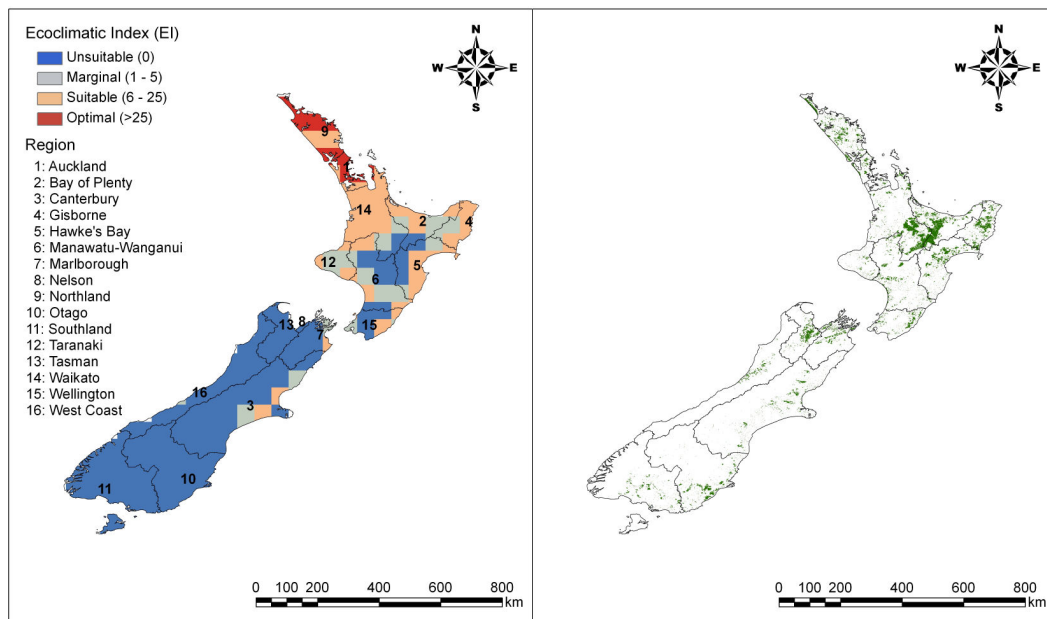 Ecoclimatic Index (EI)
Unsuitable (0)
Marginal (1 - 5)
Suitable (6 - 25)
Optimal (>25)
Region
1: Auckland
2: Bay of Plenty
3: Canterbury
4: Gisborne
5: Hawke's Bay
6: Manawatu-Wanganui
7: Marlborough
8: Nelson
9: Northland
10: Otago
11: Southland
12: Taranaki
13: Tasman
14: Waikato
15: Wellington
16: West Coast
N
W E
S
9
1
14
2
4
12
5
6
15
13 8
7
16
3
10
11
0 100 200 400 600 800
km
N
W E
S
0 100 200 400 600 800
km